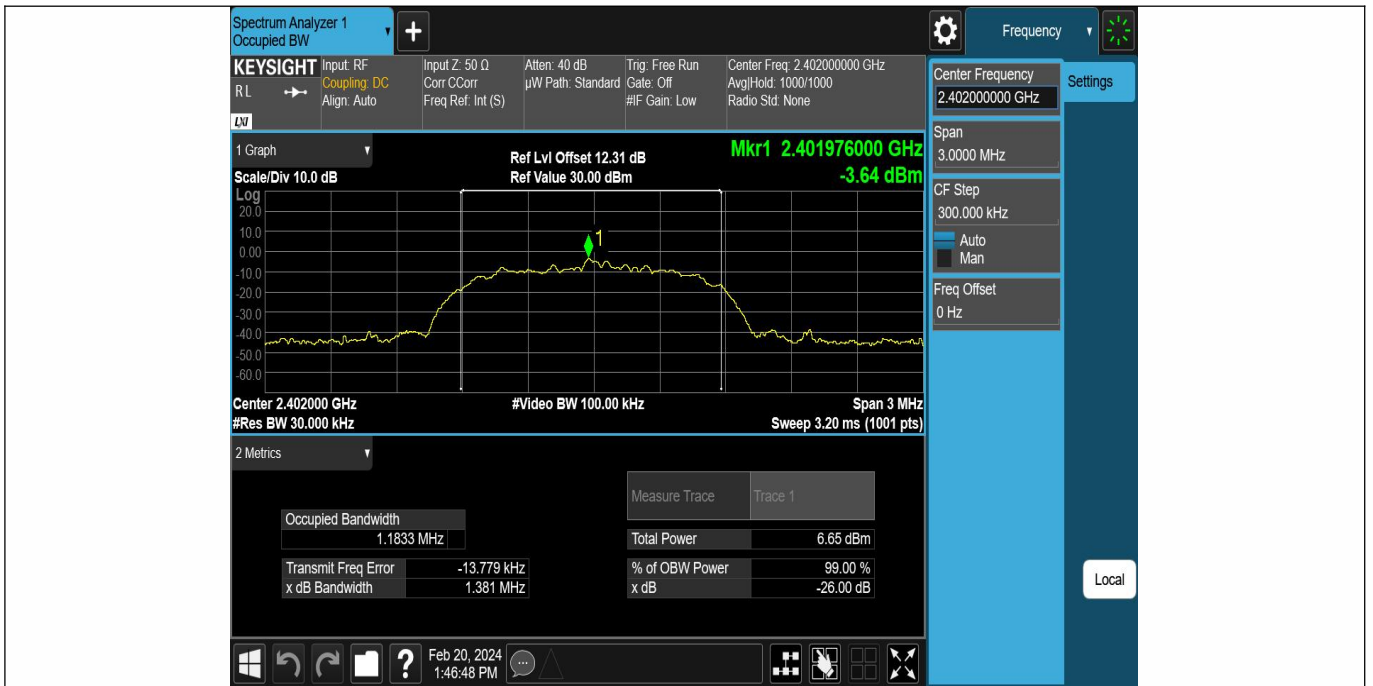 Spectrum Analyzer 1
Occupied BW
+
Frequency
KEYSIGHT
RL
LXI
Input: RF
Coupling: DC
Align: Auto
Input Z: 50 Ω
Corr CCorr
Freq Ref: Int (S)
Atten: 40 dB
µW Path: Standard
Trig: Free Run
Gate: Off
#IF Gain: Low
Center Freq: 2.402000000 GHz
Avg|Hold: 1000/1000
Radio Std: None
Center Frequency
2.402000000 GHz
Settings
Span
3.0000 MHz
CF Step
300.000 kHz
Auto
Man
Freq Offset
0 Hz
Local
1 Graph
Scale/Div 10.0 dB
Ref Lvl Offset 12.31 dB
Ref Value 30.00 dBm
Mkr1 2.401976000 GHz
-3.64 dBm
Log
20.0
10.0
0.00
-10.0
-20.0
-30.0
-40.0
-50.0
-60.0
1
Center 2.402000 GHz
#Video BW 100.00 kHz
Span 3 MHz
#Res BW 30.000 kHz
Sweep 3.20 ms (1001 pts)
2 Metrics
Measure Trace
Trace 1
Occupied Bandwidth
1.1833 MHz
Total Power
6.65 dBm
Transmit Freq Error
-13.779 kHz
% of OBW Power
99.00 %
x dB Bandwidth
1.381 MHz
x dB
-26.00 dB
?
Feb 20, 2024
1:46:48 PM